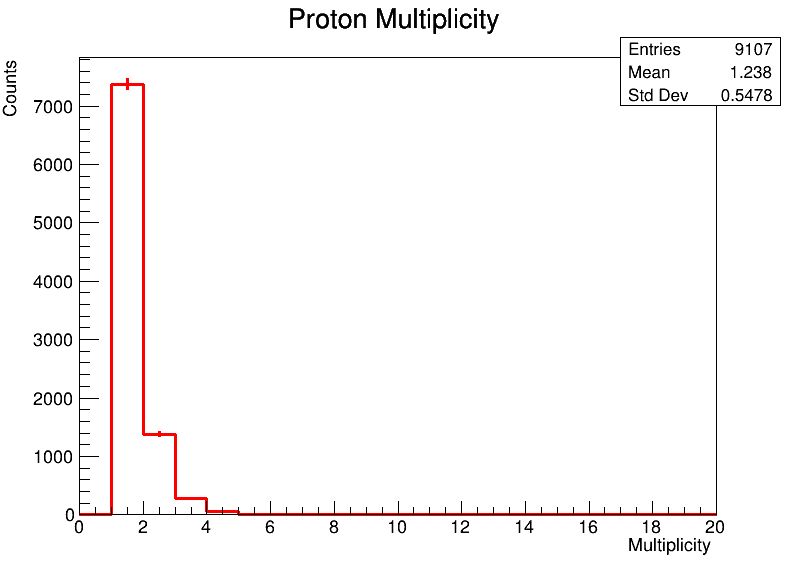 Proton Multiplicity
Entries 9107
Mean 1.238
Std Dev 0.5478
Counts
7000
6000
5000
4000
3000
2000
1000
0
0 2 4 6 8 10 12 14 16 18 20
Multiplicity